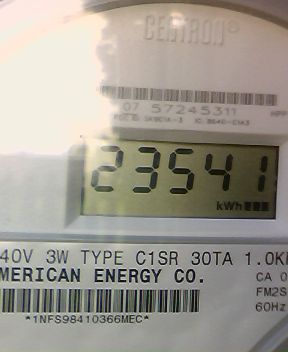 CENTRON®
07 57245311
23541
kWh
40V 3W TYPE C1SR 30TA 1.0K
MERICAN ENERGY CO.
CA 0
FM2S
60Hz
*1NFS98410366MEC*